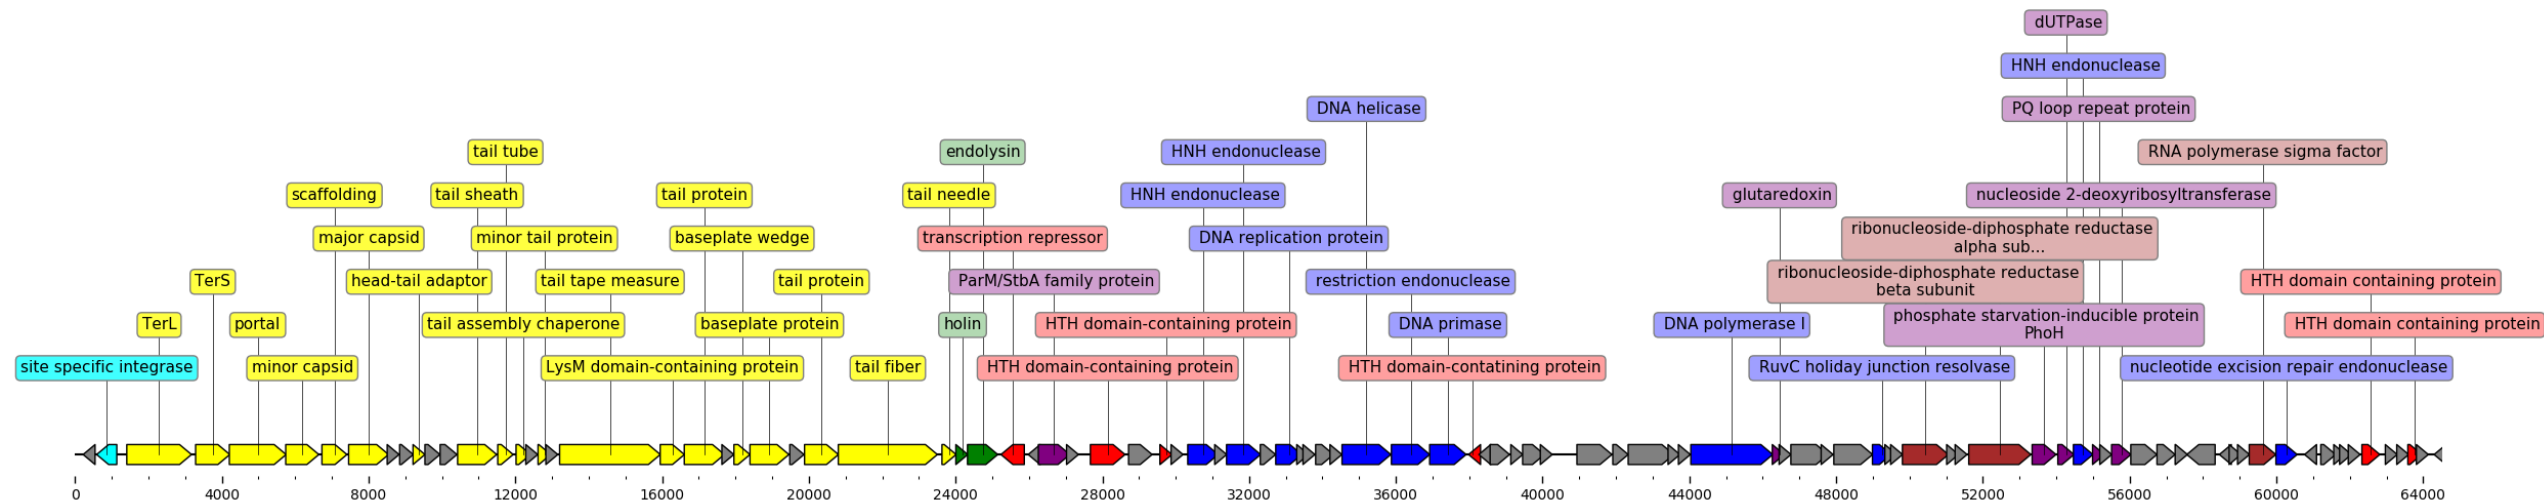 dUTPase
HNH endonuclease
DNA helicase
PQ loop repeat protein
tail tube
endolysin
HNH endonuclease
RNA polymerase sigma factor
scaffolding
tail sheath
tail protein
tail needle
HNH endonuclease
glutaredoxin
nucleoside 2-deoxyribosyltransferase
major capsid
minor tail protein
baseplate wedge
transcription repressor
DNA replication protein
ribonucleoside-diphosphate reductase
alpha sub...
TerS
head-tail adaptor
tail tape measure
tail protein
ParM/StbA family protein
restriction endonuclease
ribonucleoside-diphosphate reductase
beta subunit
HTH domain containing protein
TerL
portal
tail assembly chaperone
baseplate protein
holin
HTH domain-containing protein
DNA primase
DNA polymerase I
phosphate starvation-inducible protein
PhoH
HTH domain containing protein
site specific integrase
minor capsid
LysM domain-containing protein
tail fiber
HTH domain-containing protein
HTH domain-contatining protein
RuvC holiday junction resolvase
nucleotide excision repair endonuclease
0 4000 8000 12000 16000 20000 24000 28000 32000 36000 40000 44000 48000 52000 56000 60000 64000